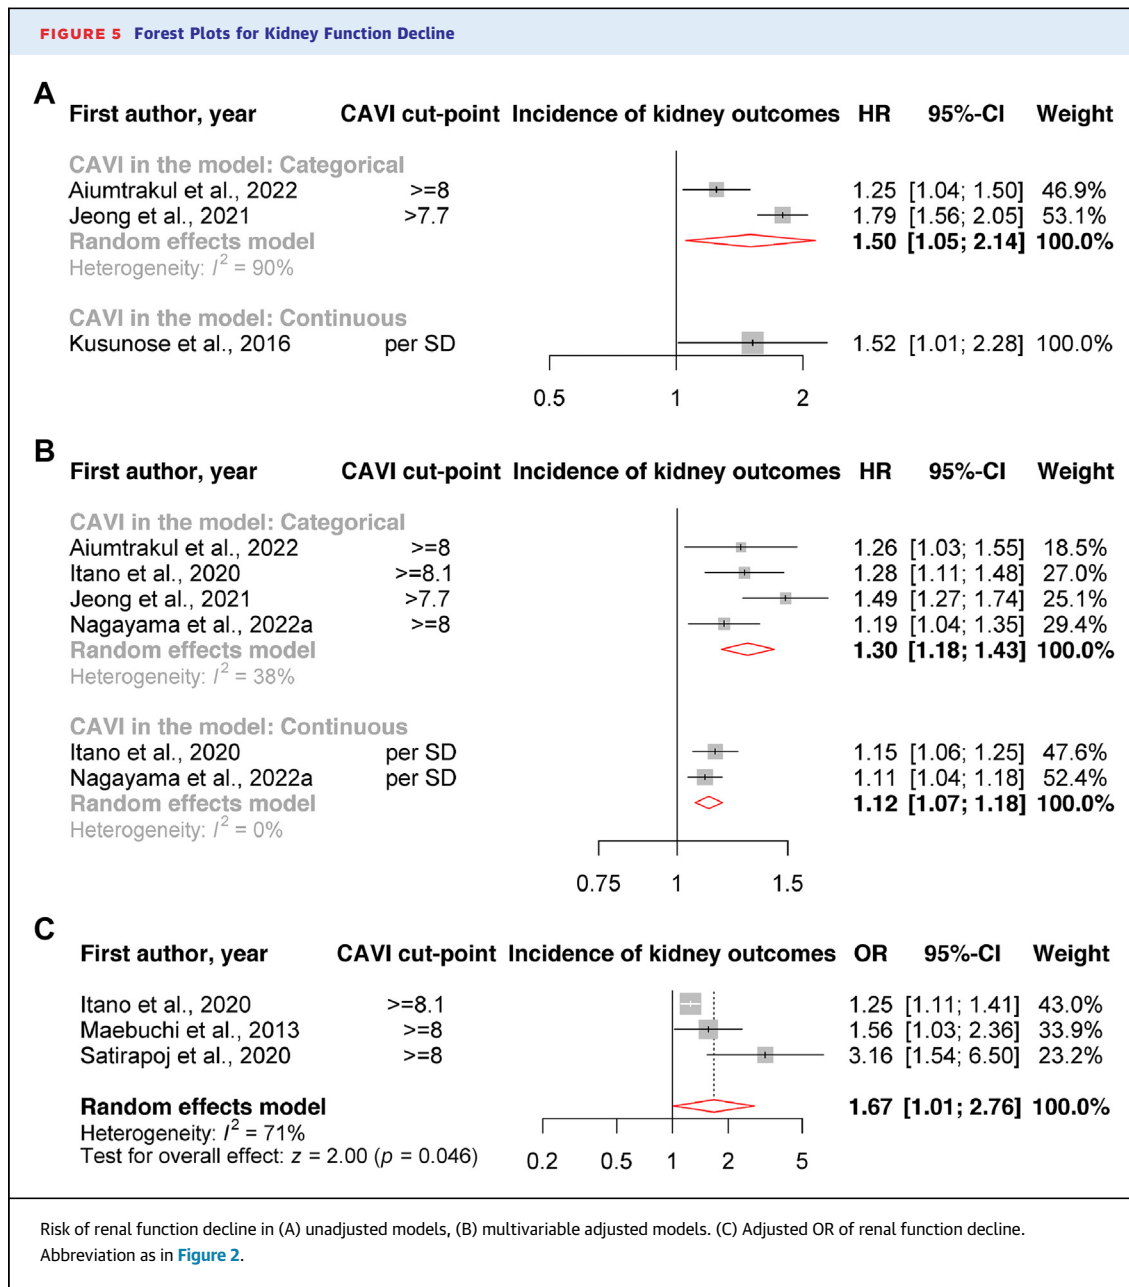 FIGURE 5 Forest Plots for Kidney Function Decline
A
First author, year CAVI cut-point Incidence of kidney outcomes HR 95%-CI Weight
CAVI in the model: Categorical
Aiumtrakul et al., 2022 >=8 1.25 [1.04; 1.50] 46.9%
Jeong et al., 2021 >7.7 1.79 [1.56; 2.05] 53.1%
Random effects model 1.50 [1.05; 2.14] 100.0%
Heterogeneity: I² = 90%
CAVI in the model: Continuous
Kusunose et al., 2016 per SD 1.52 [1.01; 2.28] 100.0%
0.5 1 2
B
First author, year CAVI cut-point Incidence of kidney outcomes HR 95%-CI Weight
CAVI in the model: Categorical
Aiumtrakul et al., 2022 >=8 1.26 [1.03; 1.55] 18.5%
Itano et al., 2020 >=8.1 1.28 [1.11; 1.48] 27.0%
Jeong et al., 2021 >7.7 1.49 [1.27; 1.74] 25.1%
Nagayama et al., 2022a >=8 1.19 [1.04; 1.35] 29.4%
Random effects model 1.30 [1.18; 1.43] 100.0%
Heterogeneity: I² = 38%
CAVI in the model: Continuous
Itano et al., 2020 per SD 1.15 [1.06; 1.25] 47.6%
Nagayama et al., 2022a per SD 1.11 [1.04; 1.18] 52.4%
Random effects model 1.12 [1.07; 1.18] 100.0%
Heterogeneity: I² = 0%
0.75 1 1.5
C
First author, year CAVI cut-point Incidence of kidney outcomes OR 95%-CI Weight
Itano et al., 2020 >=8.1 1.25 [1.11; 1.41] 43.0%
Maebuchi et al., 2013 >=8 1.56 [1.03; 2.36] 33.9%
Satirapoj et al., 2020 >=8 3.16 [1.54; 6.50] 23.2%
Random effects model 1.67 [1.01; 2.76] 100.0%
Heterogeneity: I² = 71%
Test for overall effect: z = 2.00 (p = 0.046)
0.2 0.5 1 2 5
Risk of renal function decline in (A) unadjusted models, (B) multivariable adjusted models. (C) Adjusted OR of renal function decline.
Abbreviation as in Figure 2.